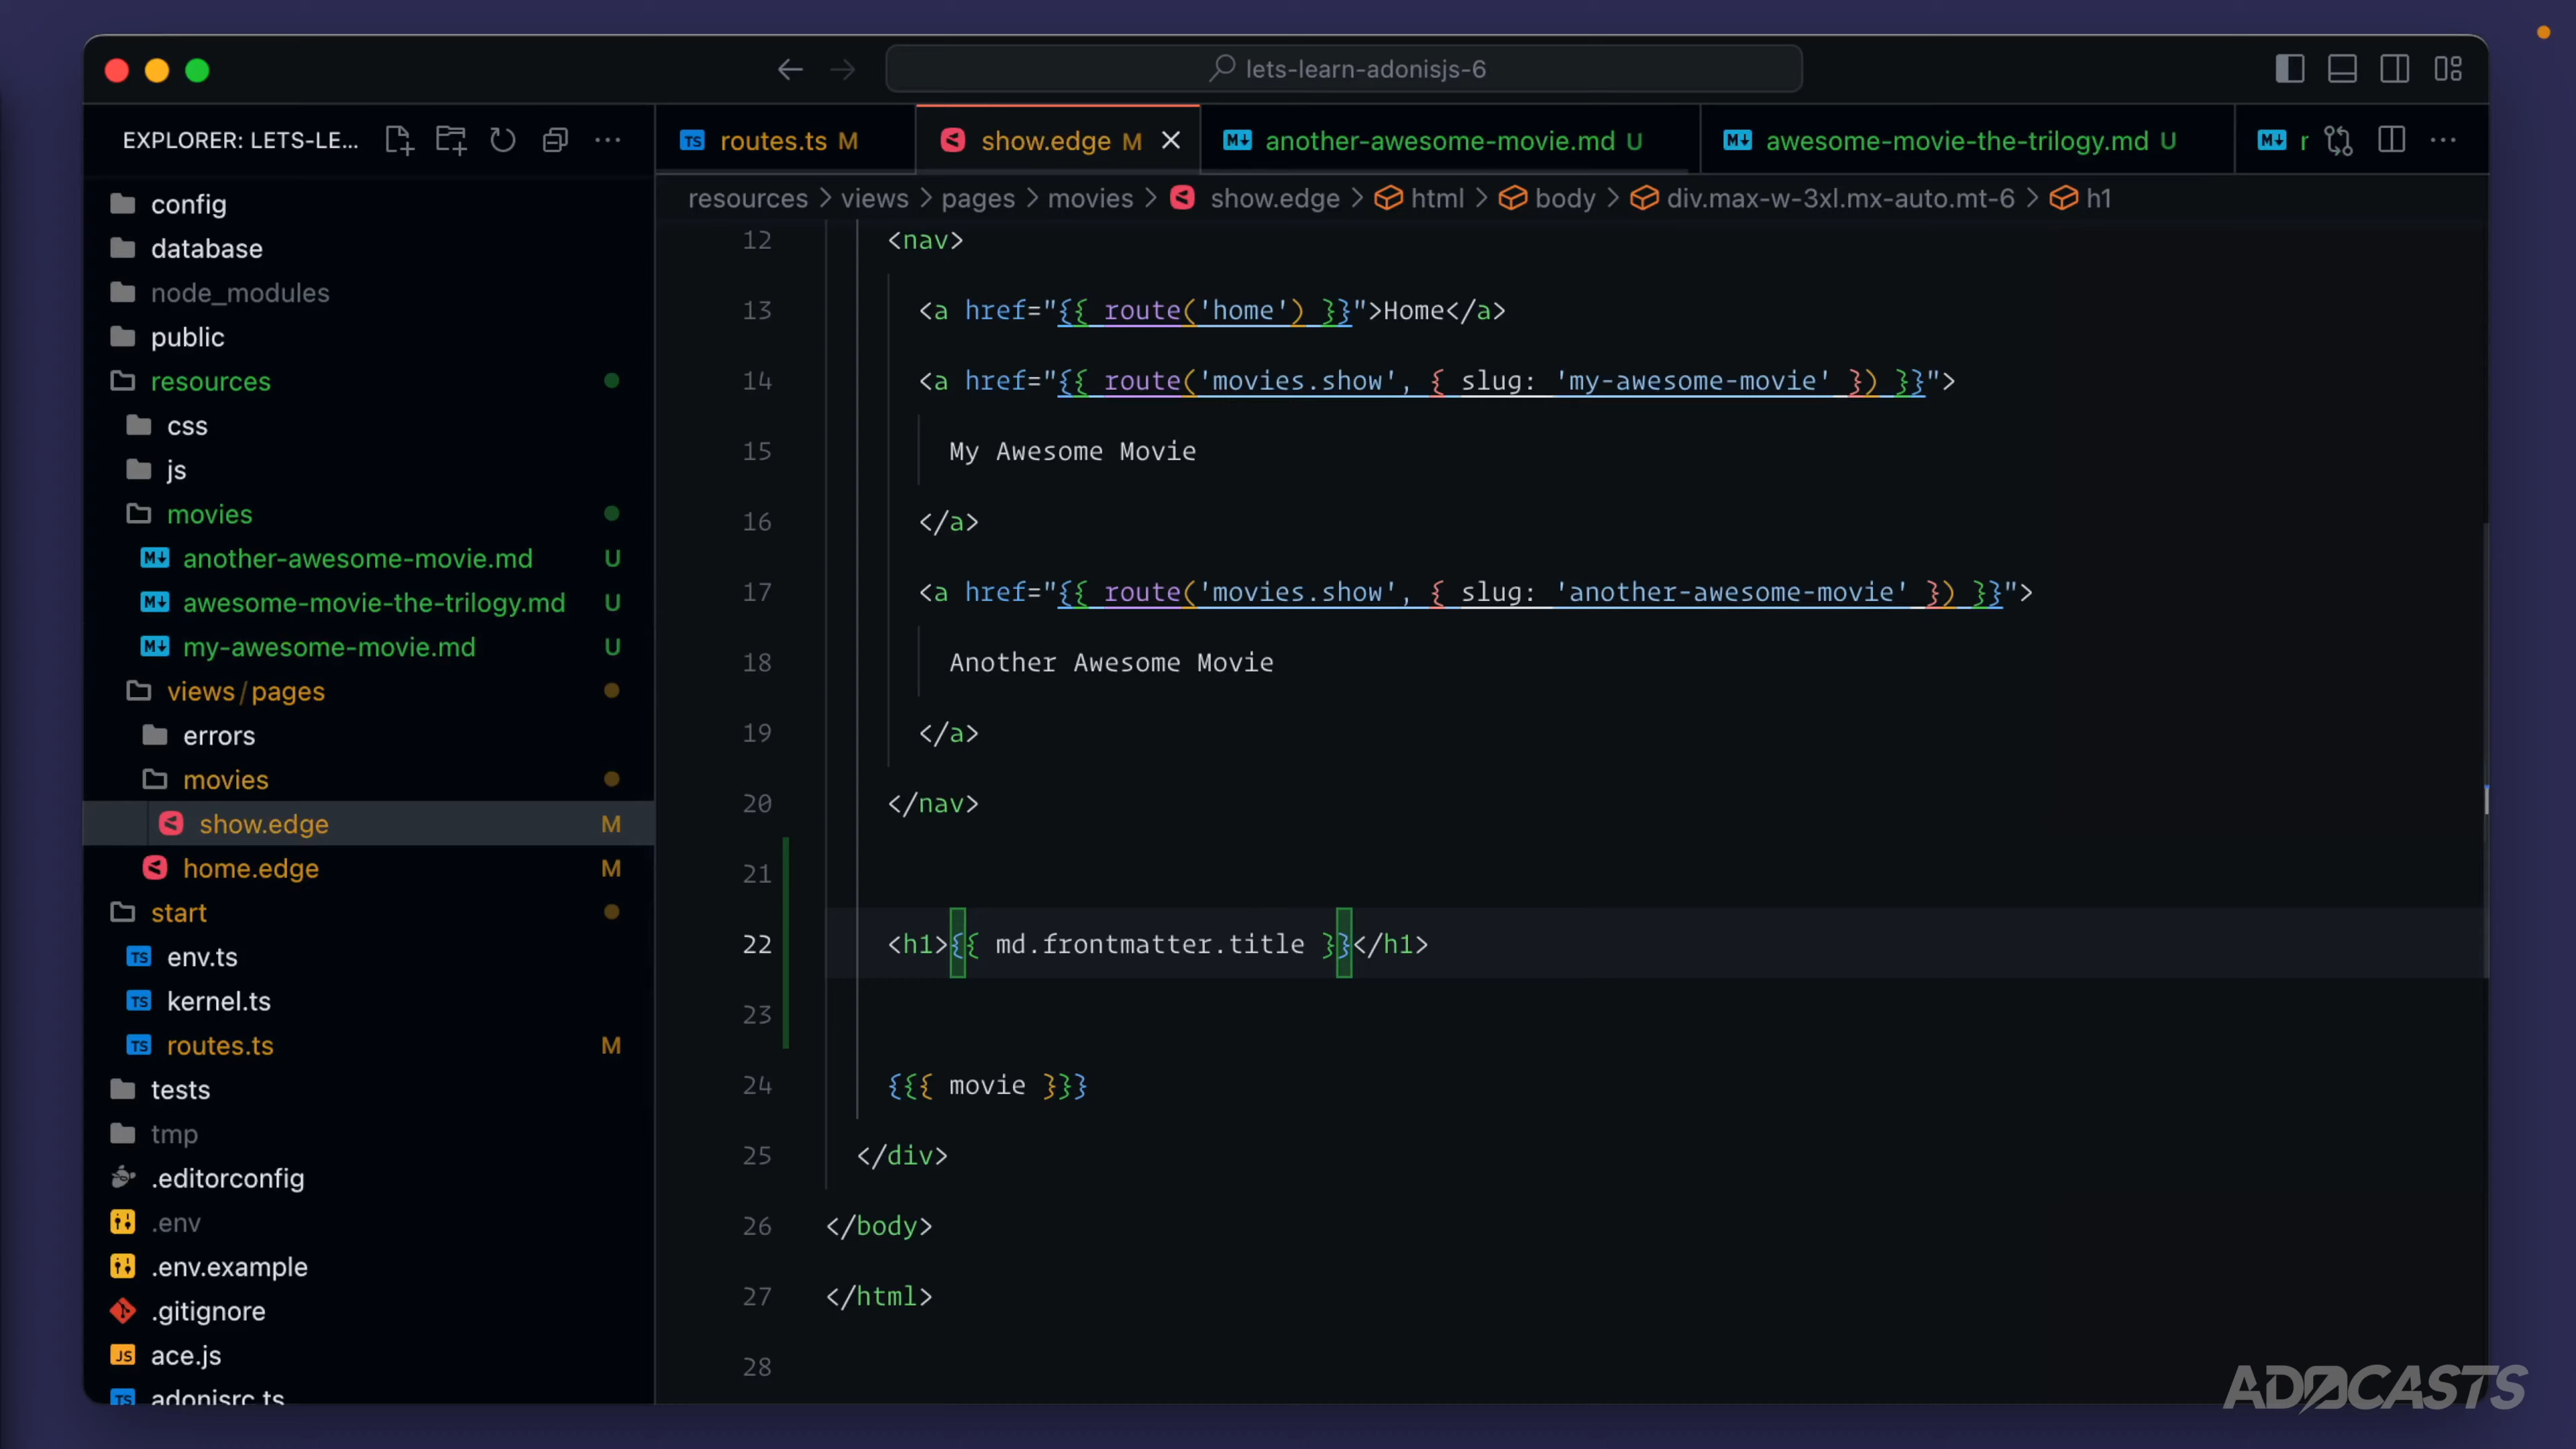 lets-learn-adonisjs-6
EXPLORER: LETS-LE...
routes.ts M
show.edge M
another-awesome-movie.md U
awesome-movie-the-trilogy.md U
r
resources > views > pages > movies > show.edge > html > body > div.max-w-3xl.mx-auto.mt-6 > h1
config
database
node_modules
public
resources
css
js
movies
another-awesome-movie.md U
awesome-movie-the-trilogy.md U
my-awesome-movie.md U
views/pages
errors
movies
show.edge M
home.edge M
start
env.ts
kernel.ts
routes.ts M
tests
tmp
.editorconfig
.env
.env.example
.gitignore
ace.js
adonisrc.ts
12 <nav>
13 <a href="{{ route('home') }}">Home</a>
14 <a href="{{ route('movies.show', { slug: 'my-awesome-movie' }) }}">
15 My Awesome Movie
16 </a>
17 <a href="{{ route('movies.show', { slug: 'another-awesome-movie' }) }}">
18 Another Awesome Movie
19 </a>
20 </nav>
21
22 <h1>{{ md.frontmatter.title }}</h1>
23
24 {{{ movie }}}
25 </div>
26 </body>
27 </html>
28
ADOCASTS